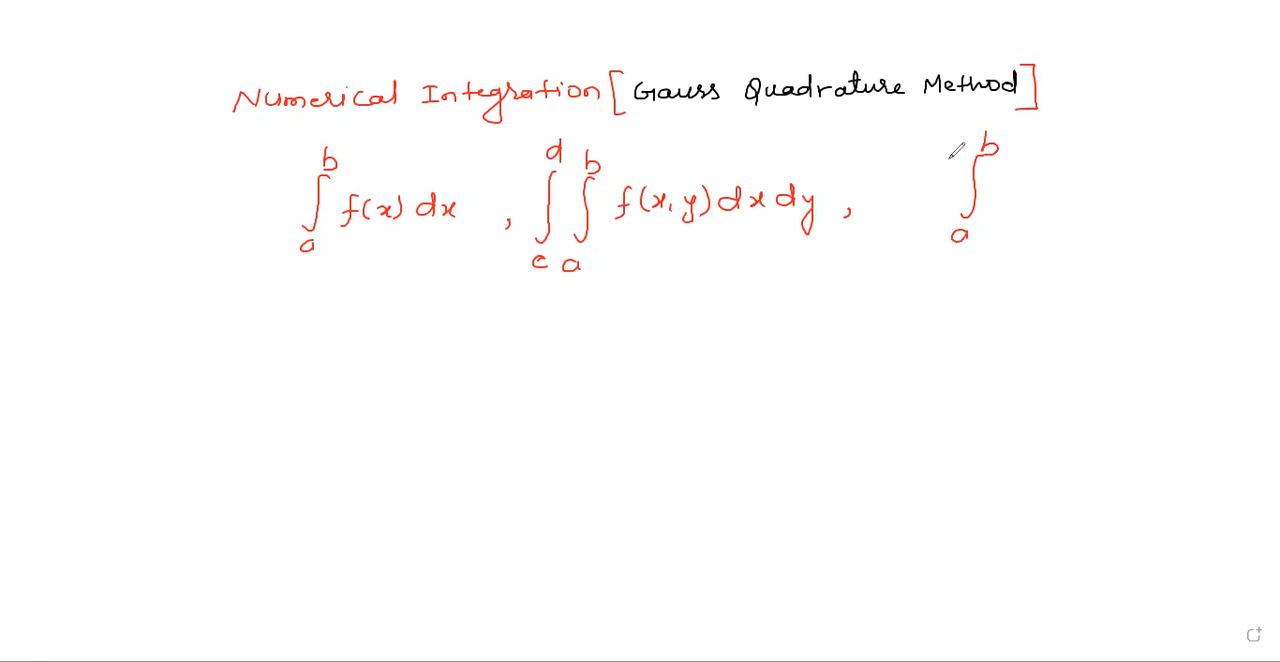 Numerical Integration [Gauss Quadrature Method]
∫_a^b f(x) dx , ∫_c^d ∫_a^b f(x,y) dx dy , ∫_a^b